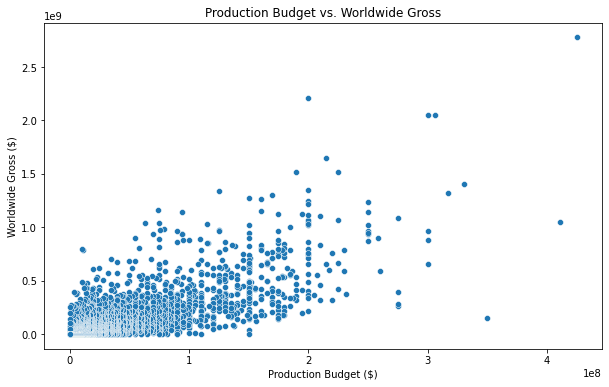 Production Budget vs. Worldwide Gross
1e9
2.5
2.0
1.5
1.0
0.5
0.0
Worldwide Gross ($)
0
1
2
3
4
1e8
Production Budget ($)